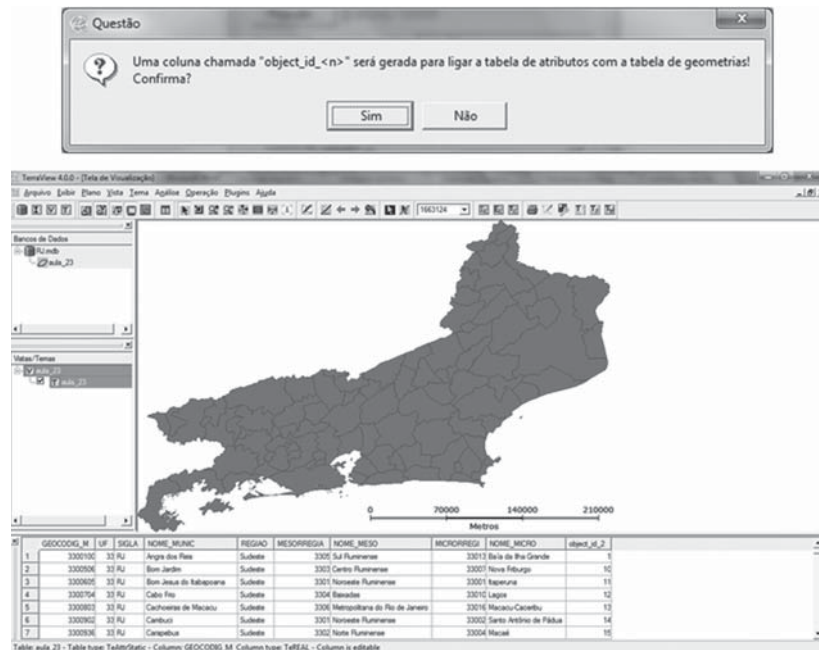 Questão
Uma coluna chamada "object_id_<n>" será gerada para ligar a tabela de atributos com a tabela de geometrias!
Confirma?
Sim Não
TerraView 4.0.0 - [Tela de Visualização]
Arquivo Exibir Plano Vista Tema Análise Operação Plugins Ajuda
1663124
Bancos de Dados
RJ.mdb
aula_23
Vistas/Temas
aula_23
aula_23
0 70000 140000 210000
Metros
GEOCODIG_M UF SIGLA NOME_MUNIC REGIAO MESORREGIA NOME_MESO MICRORREGI NOME_MICRO object_id_2
1 3300100 33 RJ Angra dos Reis Sudeste 3305 Sul Fluminense 33013 Baía da Ilha Grande 1
2 3300506 33 RJ Bom Jardim Sudeste 3303 Centro Fluminense 33007 Nova Friburgo 10
3 3300605 33 RJ Bom Jesus do Itabapoana Sudeste 3301 Noroeste Fluminense 33001 Itaperuna 11
4 3300704 33 RJ Cabo Frio Sudeste 3304 Baixadas 33010 Lagos 12
5 3300803 33 RJ Cachoeiras de Macacu Sudeste 3306 Metropolitana do Rio de Janeiro 33016 Macacu-Caceribu 13
6 3300902 33 RJ Cambuci Sudeste 3301 Noroeste Fluminense 33002 Santo Antônio de Pádua 14
7 3300936 33 RJ Carapebus Sudeste 3302 Norte Fluminense 33004 Macaé 15
Table: aula_23 - Table type: TeAttrStatic - Column: GEOCODIG_M Column type: TeREAL - Column is editable